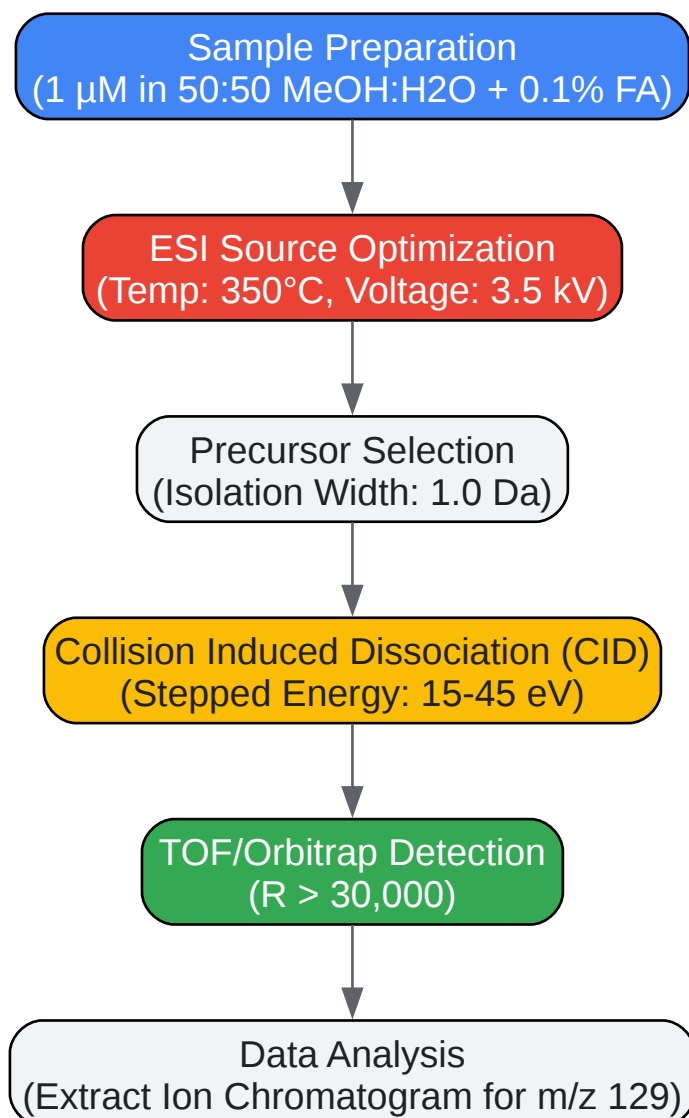 Sample Preparation
(1 µM in 50:50 MeOH:H2O + 0.1% FA)
ESI Source Optimization
(Temp: 350°C, Voltage: 3.5 kV)
Precursor Selection
(Isolation Width: 1.0 Da)
Collision Induced Dissociation (CID)
(Stepped Energy: 15-45 eV)
TOF/Orbitrap Detection
(R > 30,000)
Data Analysis
(Extract Ion Chromatogram for m/z 129)